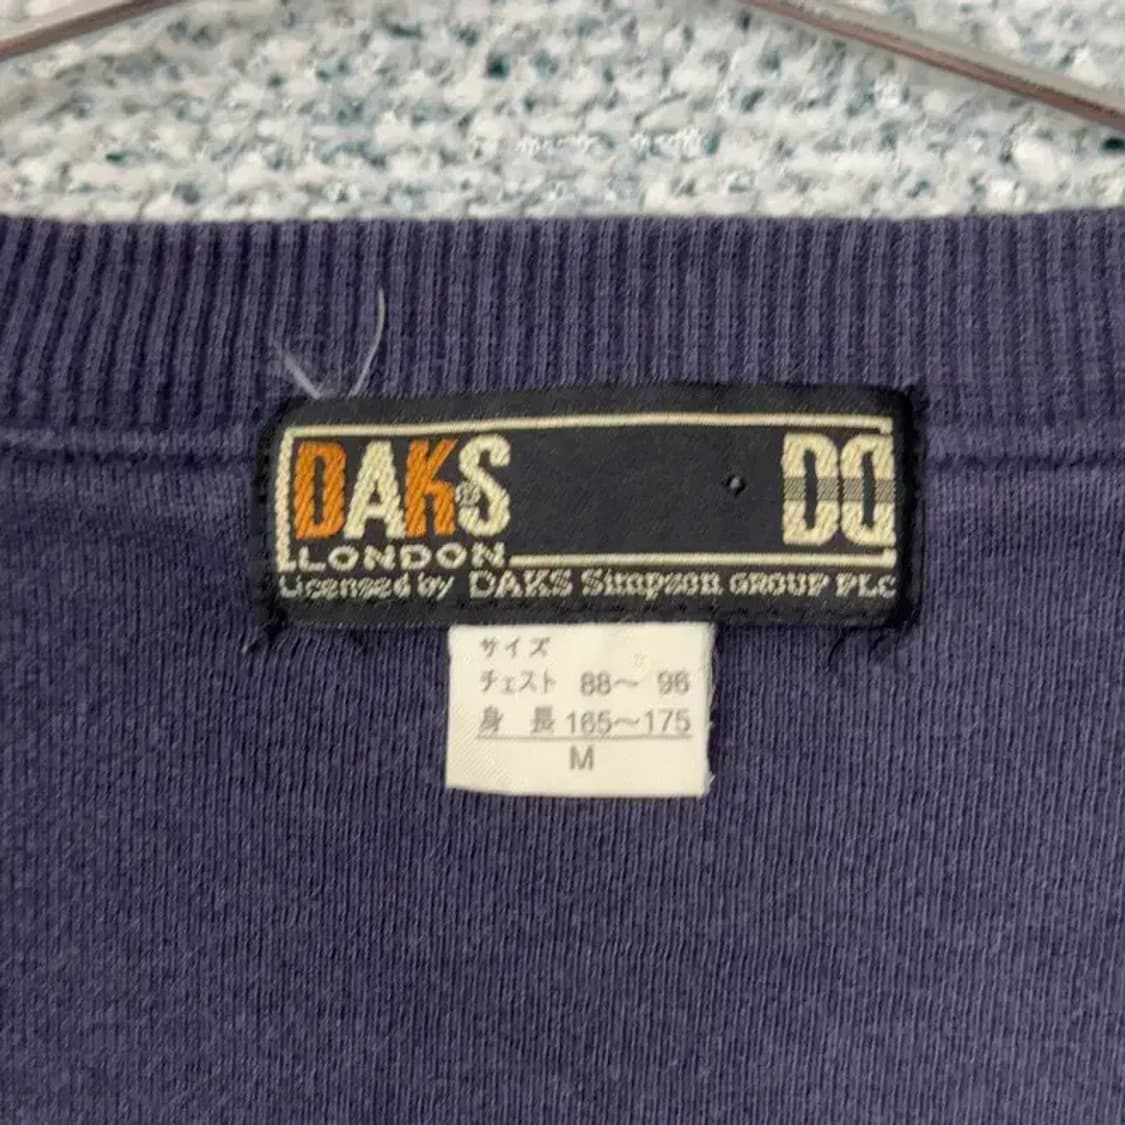 DAKS DD
LONDON
Licensed by DAKS Simpson GROUP PLC
サイズ
チェスト 88～ 96
身 長 165～175
M